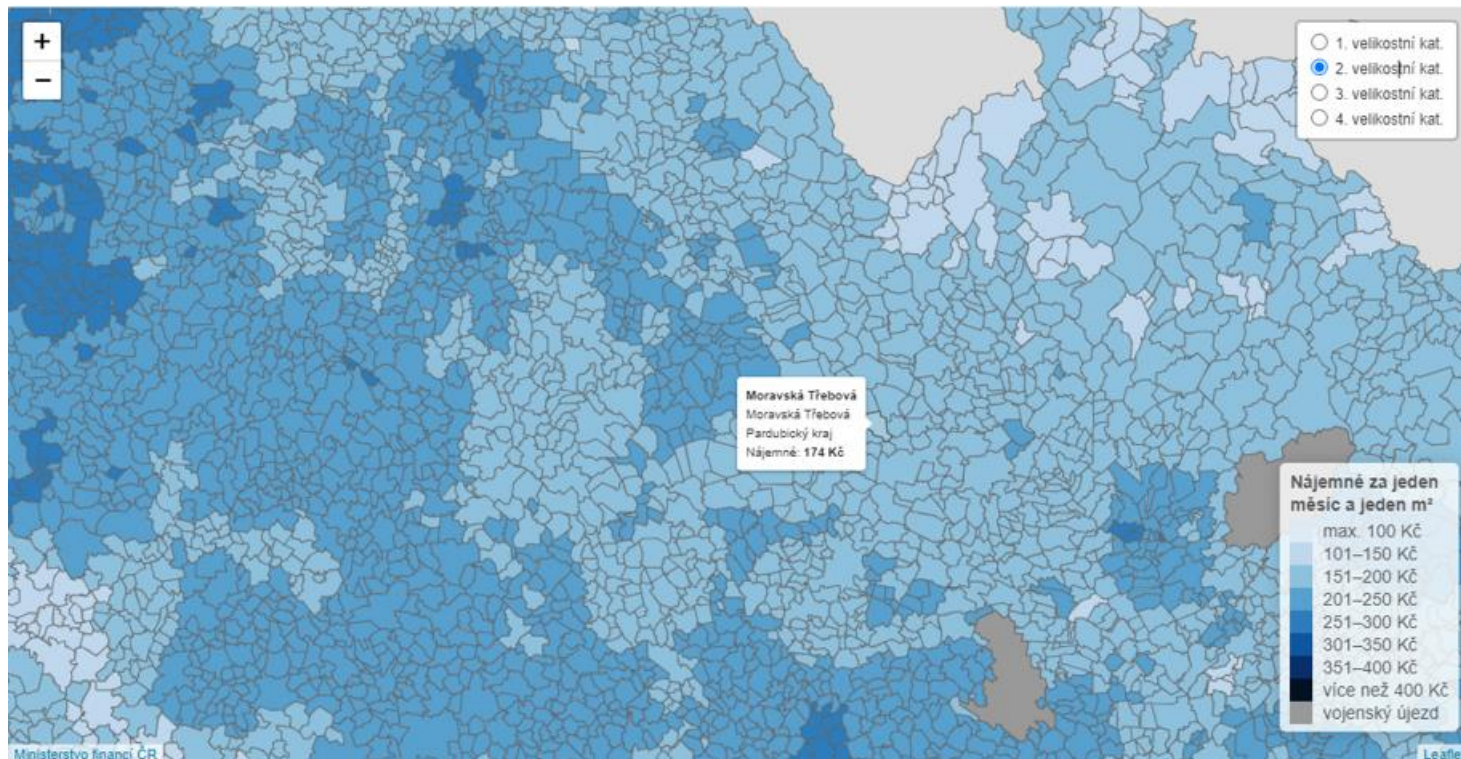 +
−
1. velikostní kat.
2. velikostní kat.
3. velikostní kat.
4. velikostní kat.
Moravská Třebová
Moravská Třebová
Pardubický kraj
Nájemné: 174 Kč
Nájemné za jeden
měsíc a jeden m²
max. 100 Kč
101–150 Kč
151–200 Kč
201–250 Kč
251–300 Kč
301–350 Kč
351–400 Kč
více než 400 Kč
vojenský újezd
Ministerstvo financí ČR
Leafle